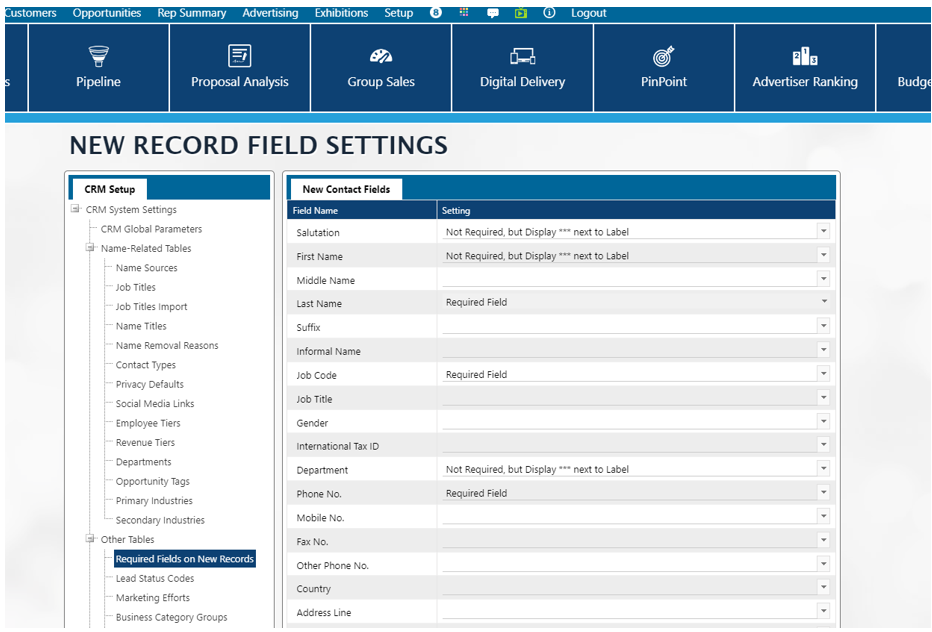 Customers Opportunities Rep Summary Advertising Exhibitions Setup 8 Logout
s Pipeline Proposal Analysis Group Sales Digital Delivery PinPoint Advertiser Ranking Budge
NEW RECORD FIELD SETTINGS
CRM Setup
CRM System Settings
CRM Global Parameters
Name-Related Tables
Name Sources
Job Titles
Job Titles Import
Name Titles
Name Removal Reasons
Contact Types
Privacy Defaults
Social Media Links
Employee Tiers
Revenue Tiers
Departments
Opportunity Tags
Primary Industries
Secondary Industries
Other Tables
Required Fields on New Records
Lead Status Codes
Marketing Efforts
Business Category Groups
New Contact Fields
Field Name Setting
Salutation Not Required, but Display *** next to Label
First Name Not Required, but Display *** next to Label
Middle Name
Last Name Required Field
Suffix
Informal Name
Job Code Required Field
Job Title
Gender
International Tax ID
Department Not Required, but Display *** next to Label
Phone No. Required Field
Mobile No.
Fax No.
Other Phone No.
Country
Address Line